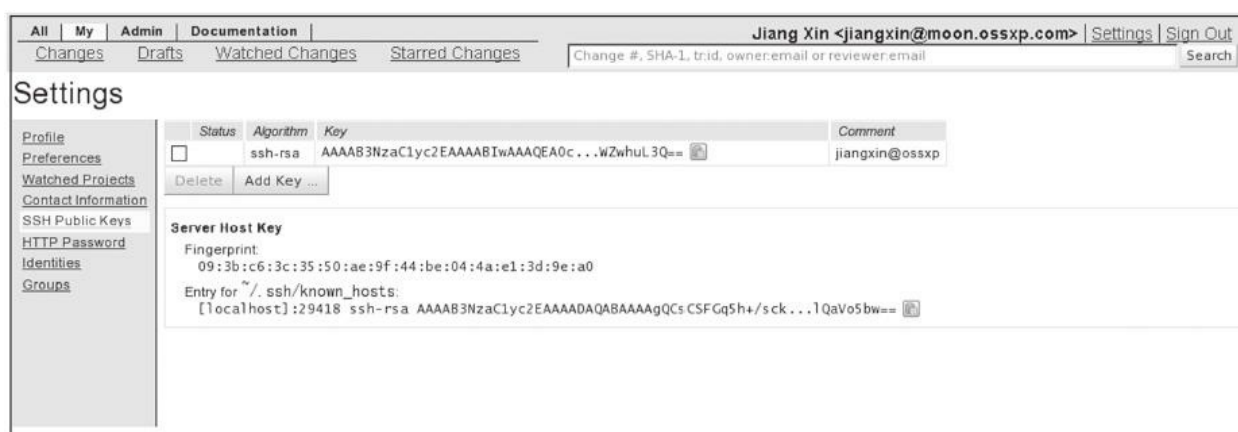 All My Admin Documentation Jiang Xin <jiangxin@moon.ossxp.com> Settings Sign Out
Changes Drafts Watched Changes Starred Changes Change #, SHA-1, tr:id, owner:email or reviewer:email Search
Settings
Profile
Preferences
Watched Projects
Contact Information
SSH Public Keys
HTTP Password
Identities
Groups
Status Algorithm Key Comment
ssh-rsa AAAAB3NzaC1yc2EAAAABIwAAAQEA0c...WZwhuL3Q== jiangxin@ossxp
Delete Add Key ...
Server Host Key
Fingerprint:
09:3b:c6:3c:35:50:ae:9f:44:be:04:4a:e1:3d:9e:a0
Entry for ~/. ssh/known_hosts:
[localhost]:29418 ssh-rsa AAAAB3NzaC1yc2EAAAADAQABAAAAgQCsCSFGq5h+/sck...lQaVo5bw==